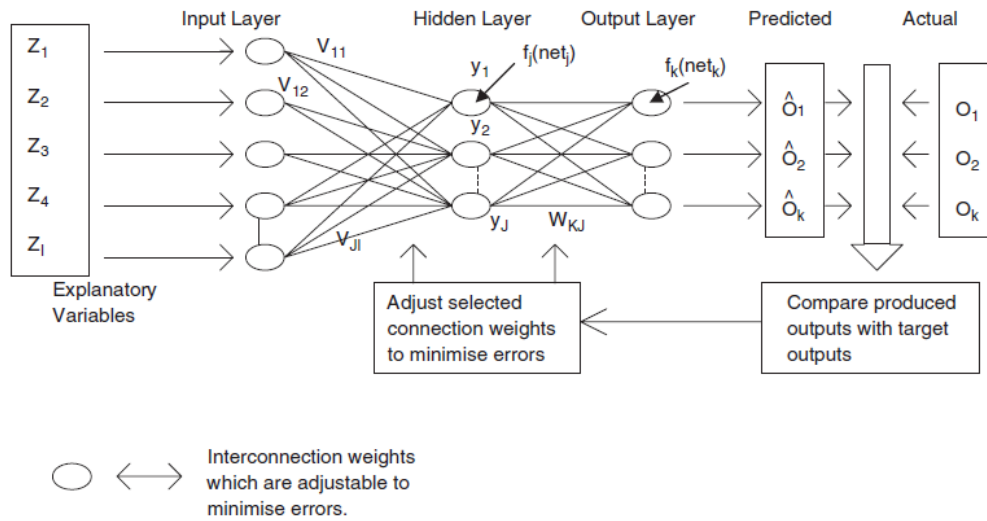 Input Layer Hidden Layer Output Layer Predicted Actual
Z1 V11 y1 fj(netj) fk(netk)
Z2 V12 y2 Ô1 O1
Z3 Ô2 O2
Z4 yJ WKJ Ôk Ok
ZI VJI
Explanatory
Variables
Adjust selected
connection weights
to minimise errors
Compare produced
outputs with target
outputs
Interconnection weights
which are adjustable to
minimise errors.